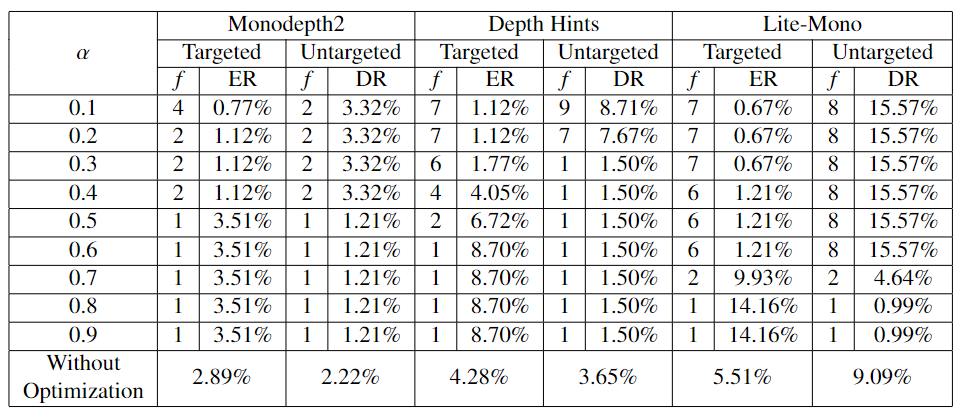 α Monodepth2 Depth Hints Lite-Mono
Targeted Untargeted Targeted Untargeted Targeted Untargeted
f ER f DR f ER f DR f ER f DR
0.1 4 0.77% 2 3.32% 7 1.12% 9 8.71% 7 0.67% 8 15.57%
0.2 2 1.12% 2 3.32% 7 1.12% 7 7.67% 7 0.67% 8 15.57%
0.3 2 1.12% 2 3.32% 6 1.77% 1 1.50% 7 0.67% 8 15.57%
0.4 2 1.12% 2 3.32% 4 4.05% 1 1.50% 6 1.21% 8 15.57%
0.5 1 3.51% 1 1.21% 2 6.72% 1 1.50% 6 1.21% 8 15.57%
0.6 1 3.51% 1 1.21% 1 8.70% 1 1.50% 6 1.21% 8 15.57%
0.7 1 3.51% 1 1.21% 1 8.70% 1 1.50% 2 9.93% 2 4.64%
0.8 1 3.51% 1 1.21% 1 8.70% 1 1.50% 1 14.16% 1 0.99%
0.9 1 3.51% 1 1.21% 1 8.70% 1 1.50% 1 14.16% 1 0.99%
Without
Optimization 2.89% 2.22% 4.28% 3.65% 5.51% 9.09%